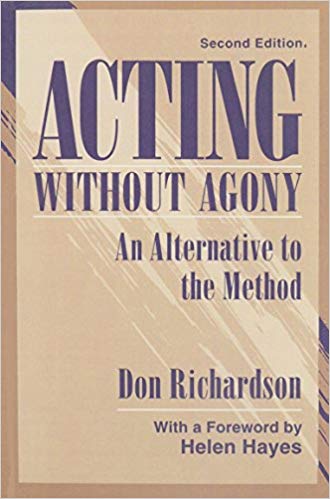 Second Edition.
ACTING
WITHOUT AGONY
An Alternative to
the Method
Don Richardson
With a Foreword by
Helen Hayes